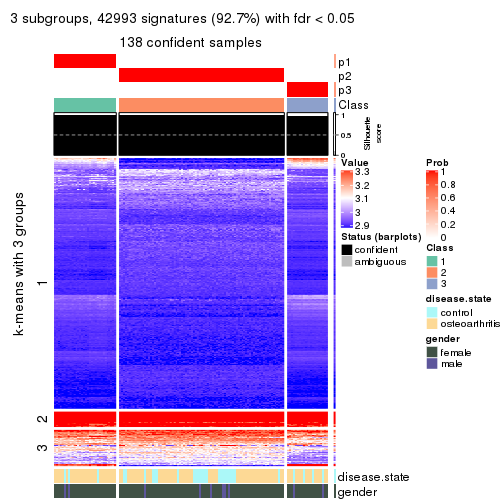 3 subgroups, 42993 signatures (92.7%) with fdr < 0.05
138 confident samples
p1
p2
p3
Class
1
0.5
0
Silhouette
score
k-means with 3 groups
1
2
3
disease.state
gender
Value
3.3
3.2
3.1
3
2.9
Status (barplots)
confident
ambiguous
Prob
1
0.8
0.6
0.4
0.2
0
Class
1
2
3
disease.state
control
osteoarthritis
gender
female
male